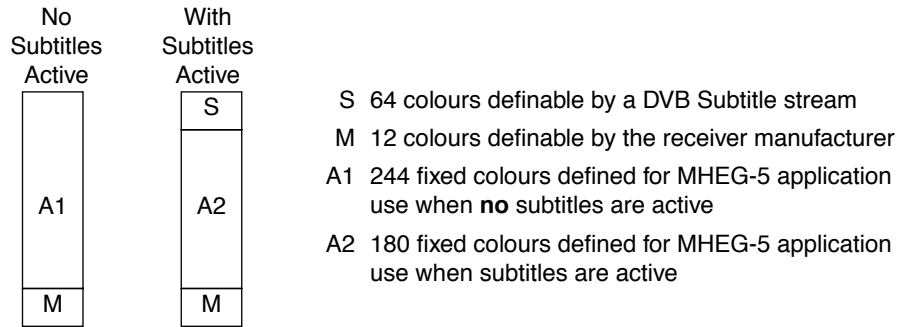 No
Subtitles
Active
With
Subtitles
Active
A1
M
S
A2
M
S 64 colours definable by a DVB Subtitle stream
M 12 colours definable by the receiver manufacturer
A1 244 fixed colours defined for MHEG-5 application
use when no subtitles are active
A2 180 fixed colours defined for MHEG-5 application
use when subtitles are active